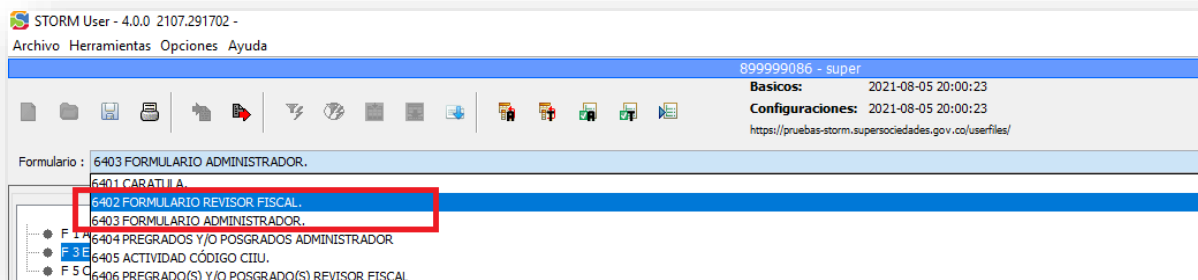 STORM User - 4.0.0 2107.291702 -
Archivo Herramientas Opciones Ayuda
899999086 - super
Basicos: 2021-08-05 20:00:23
Configuraciones: 2021-08-05 20:00:23
https://pruebas-storm.supersociedades.gov.co/userfiles/
Formulario : 6403 FORMULARIO ADMINISTRADOR.
6401 CARATULA.
6402 FORMULARIO REVISOR FISCAL.
6403 FORMULARIO ADMINISTRADOR.
F 1 A
6404 PREGRADOS Y/O POSGRADOS ADMINISTRADOR
F 3 E
6405 ACTIVIDAD CÓDIGO CIIU.
F 5 C
6406 PREGRADO(S) Y/O POSGRADO(S) REVISOR FISCAL